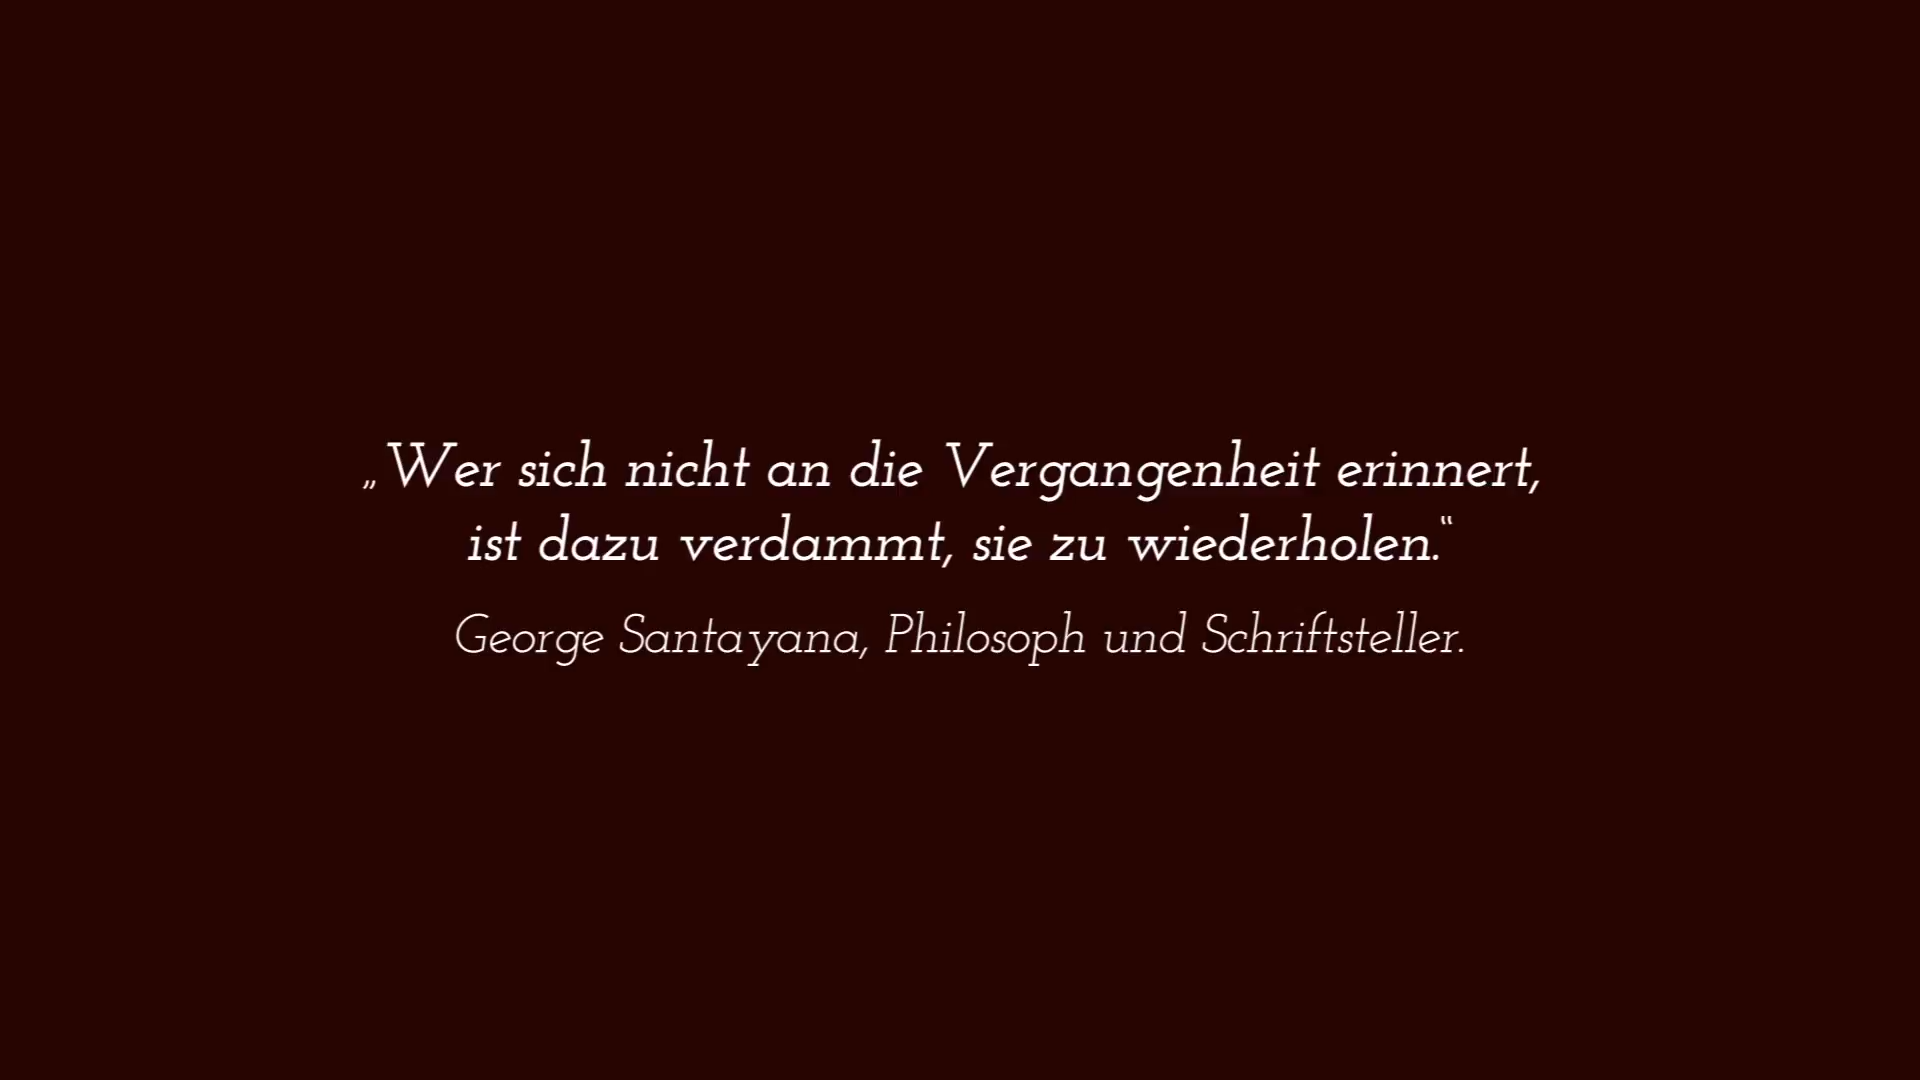 „Wer sich nicht an die Vergangenheit erinnert,
ist dazu verdammt, sie zu wiederholen.“
George Santayana, Philosoph und Schriftsteller.